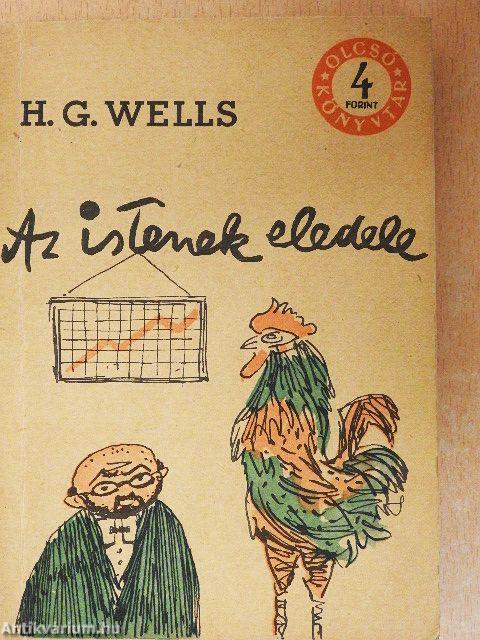 OLCSÓ
4
FORINT
KÖNYVTÁR
H. G. WELLS
Az istenek eledele
Antikvarium.hu